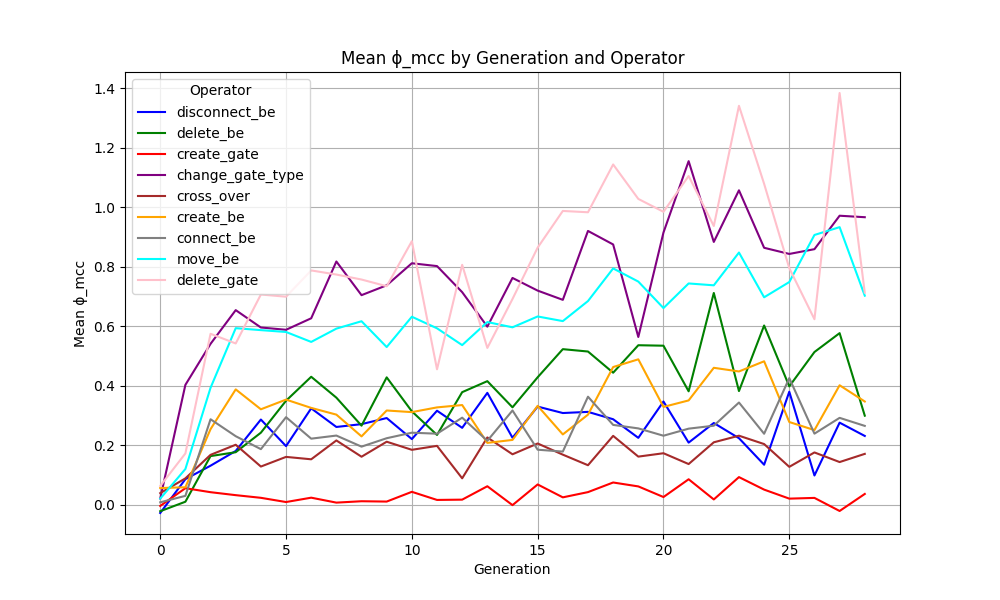 Mean ϕ_mcc by Generation and Operator
Operator
disconnect_be
delete_be
create_gate
change_gate_type
cross_over
create_be
connect_be
move_be
delete_gate
Mean ϕ_mcc
1.4
1.2
1.0
0.8
0.6
0.4
0.2
0.0
0 5 10 15 20 25
Generation